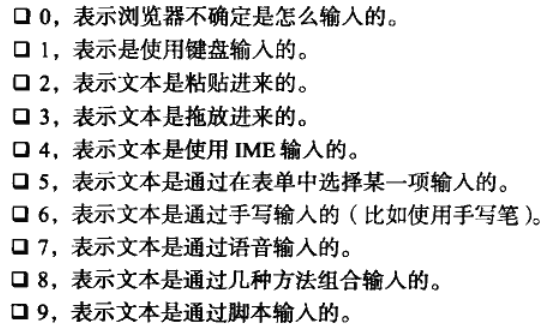 ❑ 0，表示浏览器不确定是怎么输入的。
❑ 1，表示是使用键盘输入的。
❑ 2，表示文本是粘贴进来的。
❑ 3，表示文本是拖放进来的。
❑ 4，表示文本是使用 IME 输入的。
❑ 5，表示文本是通过在表单中选择某一项输入的。
❑ 6，表示文本是通过手写输入的（比如使用手写笔）。
❑ 7，表示文本是通过语音输入的。
❑ 8，表示文本是通过几种方法组合输入的。
❑ 9，表示文本是通过脚本输入的。